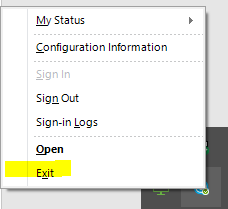 My Status
Configuration Information
Sign In
Sign Out
Sign-in Logs
Open
Exit